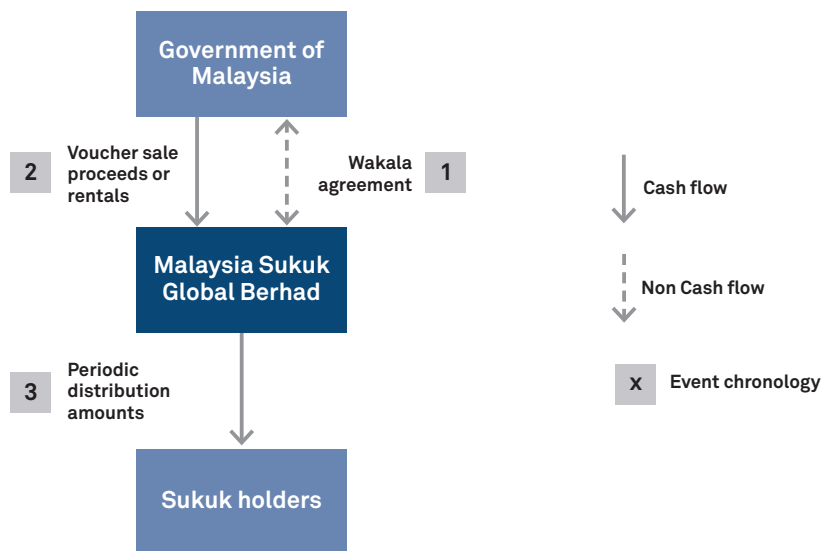 Government of
Malaysia
2
Voucher sale
proceeds or
rentals
Wakala
agreement
1
Cash flow
Malaysia Sukuk
Global Berhad
Non Cash flow
3
Periodic
distribution
amounts
x
Event chronology
Sukuk holders